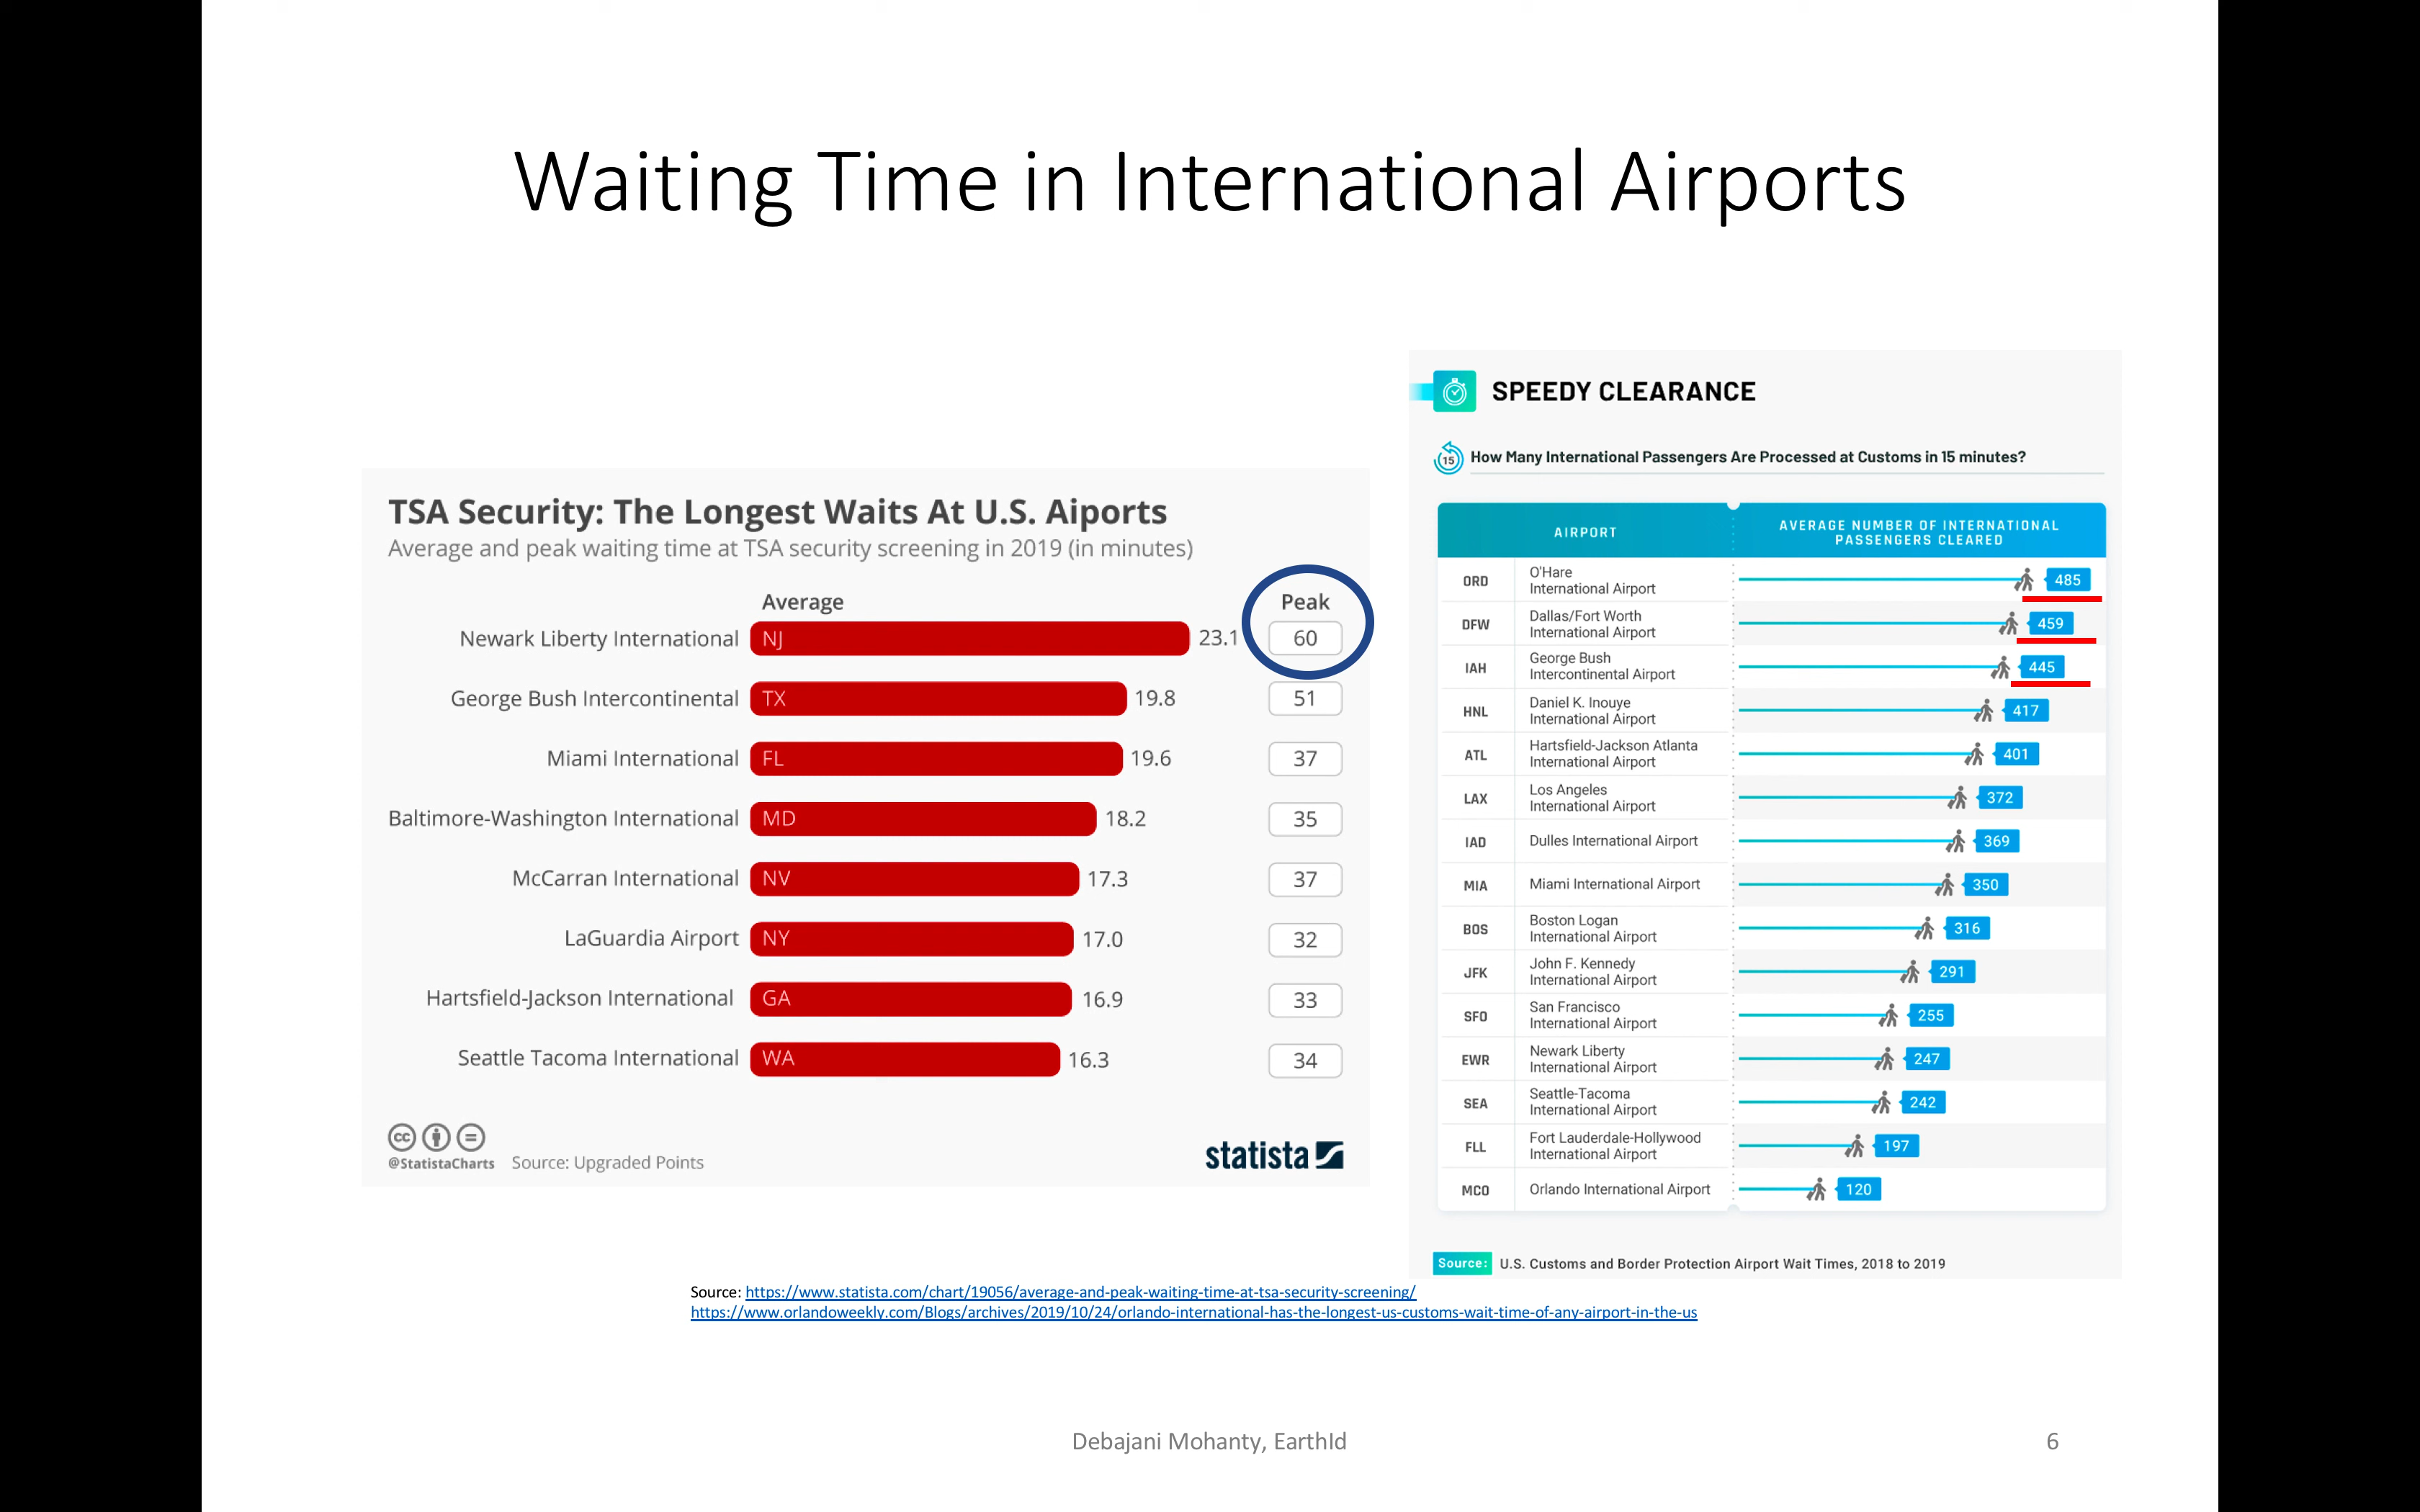 Waiting Time in International Airports
TSA Security: The Longest Waits At U.S. Aiports
Average and peak waiting time at TSA security screening in 2019 (in minutes)
Average Peak
Newark Liberty International NJ 23.1 60
George Bush Intercontinental TX 19.8 51
Miami International FL 19.6 37
Baltimore-Washington International MD 18.2 35
McCarran International NV 17.3 37
LaGuardia Airport NY 17.0 32
Hartsfield-Jackson International GA 16.9 33
Seattle Tacoma International WA 16.3 34
cc
@StatistaCharts Source: Upgraded Points
statista
SPEEDY CLEARANCE
15 How Many International Passengers Are Processed at Customs in 15 minutes?
AIRPORT
AVERAGE NUMBER OF INTERNATIONAL
PASSENGERS CLEARED
ORD O'Hare
International Airport 485
DFW Dallas/Fort Worth
International Airport 459
IAH George Bush
Intercontinental Airport 445
HNL Daniel K. Inouye
International Airport 417
ATL Hartsfield-Jackson Atlanta
International Airport 401
LAX Los Angeles
International Airport 372
IAD Dulles International Airport 369
MIA Miami International Airport 350
BOS Boston Logan
International Airport 316
JFK John F. Kennedy
International Airport 291
SFO San Francisco
International Airport 255
EWR Newark Liberty
International Airport 247
SEA Seattle-Tacoma
International Airport 242
FLL Fort Lauderdale-Hollywood
International Airport 197
MCO Orlando International Airport 120
Source: U.S. Customs and Border Protection Airport Wait Times, 2018 to 2019
Source: https://www.statista.com/chart/19056/average-and-peak-waiting-time-at-tsa-security-screening/
https://www.orlandoweekly.com/Blogs/archives/2019/10/24/orlando-international-has-the-longest-us-customs-wait-time-of-any-airport-in-the-us
Debajani Mohanty, EarthId
6